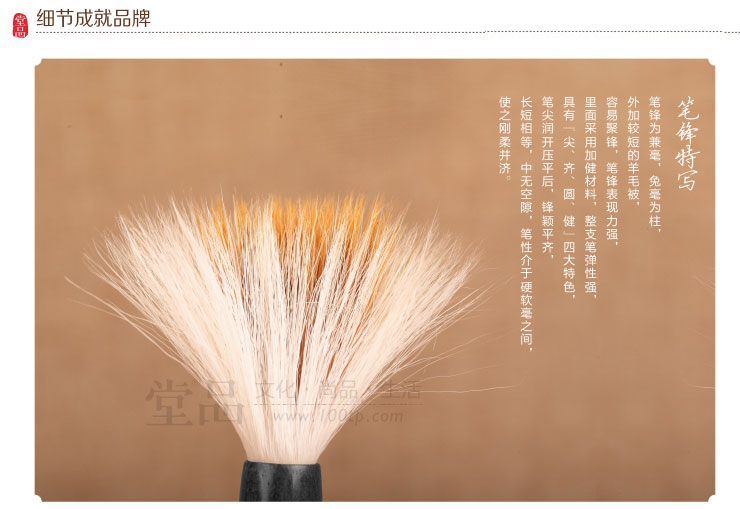 堂品
细节成就品牌
笔锋特写
笔锋为兼毫，兔毫为柱，
外加较短的羊毛被，
容易聚锋，笔锋表现力强，
里面采用加健材料，整支笔弹性强，
具有「尖、齐、圆、健」四大特色，
笔尖润开压平后，锋颖平齐，
长短相等，中无空隙，笔性介于硬软毫之间，
使之刚柔井济。
堂品 文化·尚品·生活
www.100tp.com